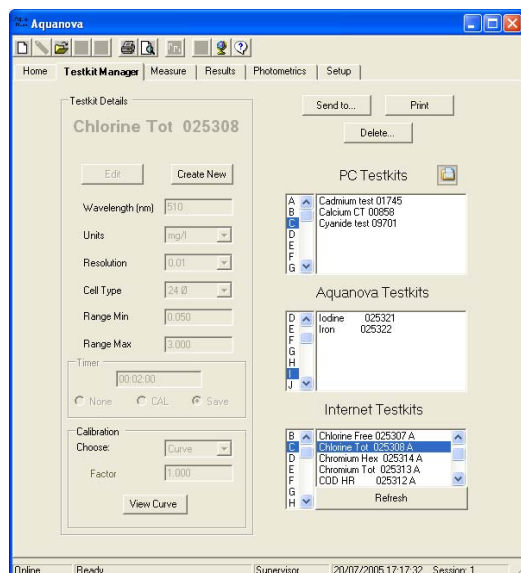 Aquanova
Home Testkit Manager Measure Results Photometrics Setup
Testkit Details
Chlorine Tot 025308
Edit Create New
Wavelength (nm) 510
Units mg/l
Resolution 0.01
Cell Type 24 Ø
Range Min 0.050
Range Max 3.000
Timer
00:02:00
None CAL Save
Calibration
Choose: Curve
Factor 1.000
View Curve
Send to... Print
Delete...
PC Testkits
A
B
C
D
E
F
G
Cadmium test 01745
Calcium CT 00858
Cyanide test 09701
Aquanova Testkits
D
E
F
G
H
I
J
Iodine 025321
Iron 025322
Internet Testkits
B
C
D
E
F
G
H
Chlorine Free 025307 A
Chlorine Tot 025308 A
Chromium Hex 025314 A
Chromium Tot 025313 A
COD HR 025312 A
Refresh
Online Ready Supervisor 20/07/2005 17:17:32 Session: 1